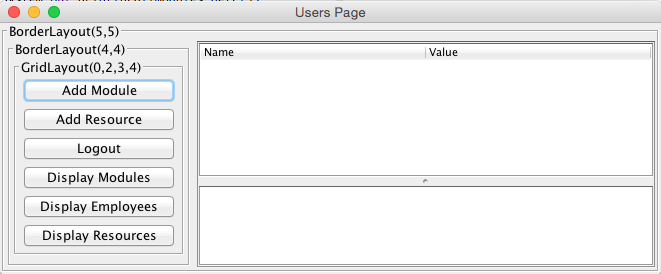 Users Page
BorderLayout(5,5)
BorderLayout(4,4)
GridLayout(0,2,3,4)
Add Module
Add Resource
Logout
Display Modules
Display Employees
Display Resources
Name Value